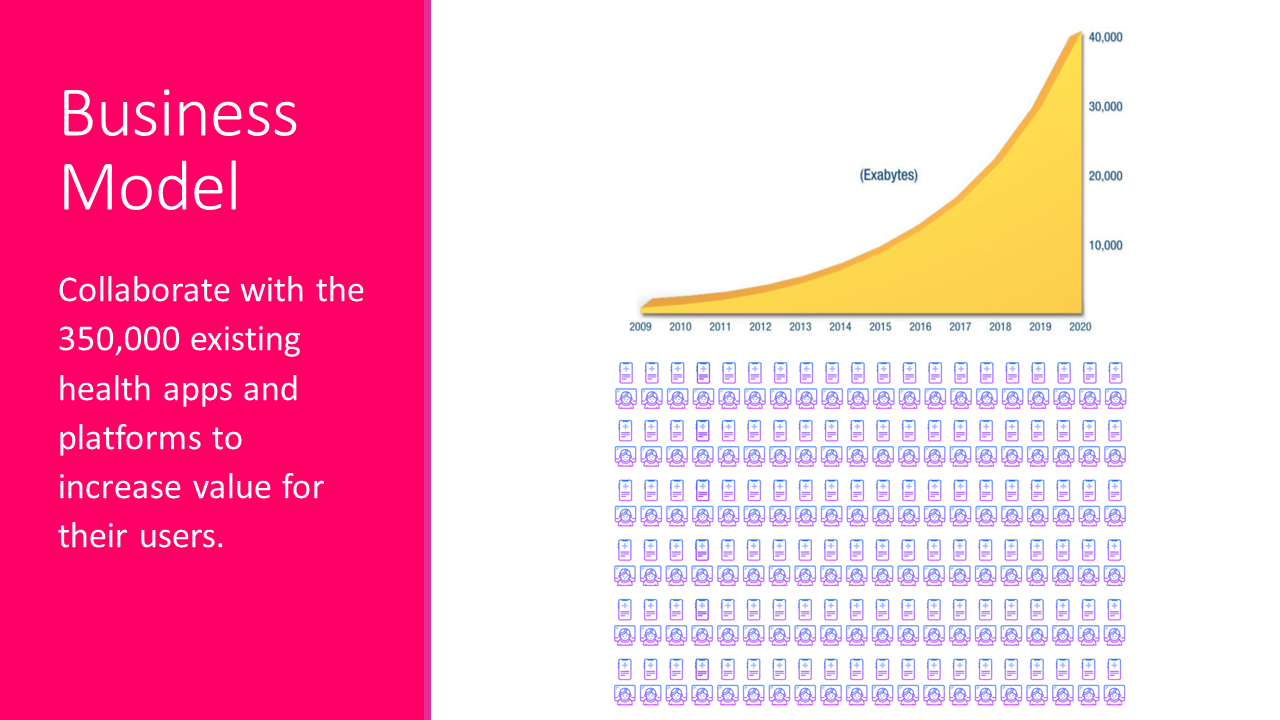 Business
Model
Collaborate with the
350,000 existing
health apps and
platforms to
increase value for
their users.
40,000
30,000
(Exabytes)
20,000
10,000
2009 2010 2011 2012 2013 2014 2015 2016 2017 2018 2019 2020